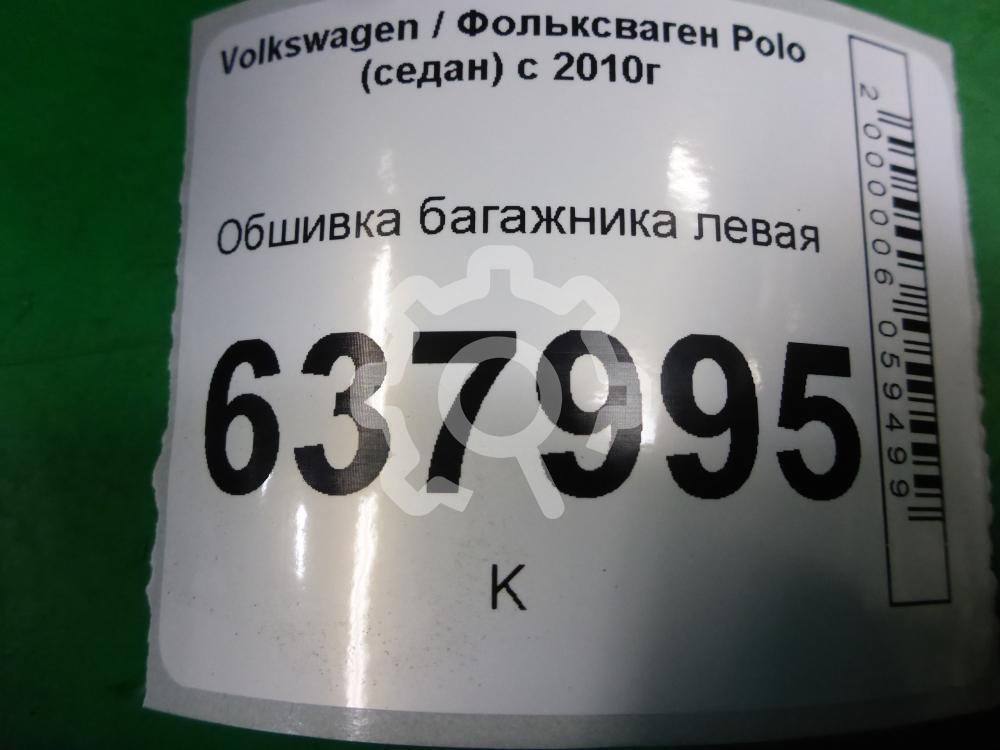 Volkswagen / Фольксваген Polo
(седан) с 2010г
Обшивка багажника левая
637995
К
2000006059499